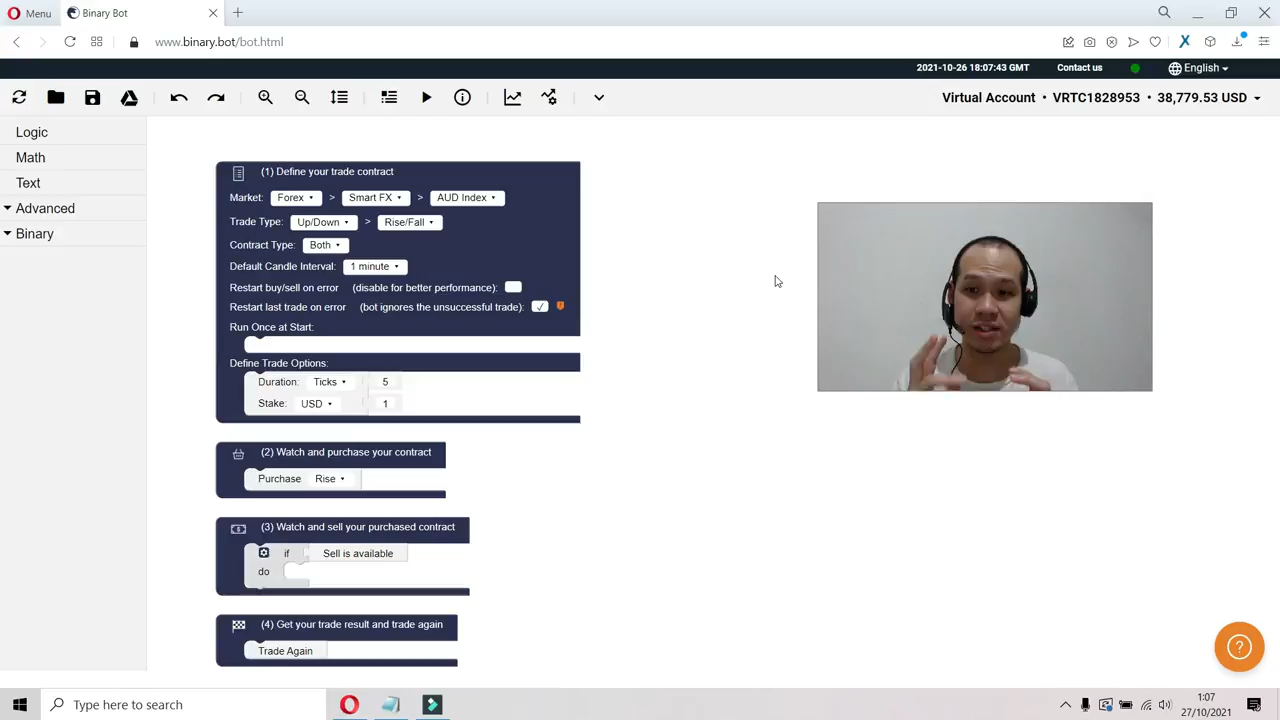 Menu
Binary Bot
www.binary.bot/bot.html
2021-10-26 18:07:43 GMT
Contact us
English
Virtual Account • VRTC1828953 • 38,779.53 USD
Logic
Math
Text
Advanced
Binary
(1) Define your trade contract
Market: Forex > Smart FX > AUD Index
Trade Type: Up/Down > Rise/Fall
Contract Type: Both
Default Candle Interval: 1 minute
Restart buy/sell on error (disable for better performance):
Restart last trade on error (bot ignores the unsuccessful trade):
Run Once at Start:
Define Trade Options:
Duration: Ticks 5
Stake: USD 1
(2) Watch and purchase your contract
Purchase Rise
(3) Watch and sell your purchased contract
if Sell is available
do
(4) Get your trade result and trade again
Trade Again
Type here to search
1:07
27/10/2021